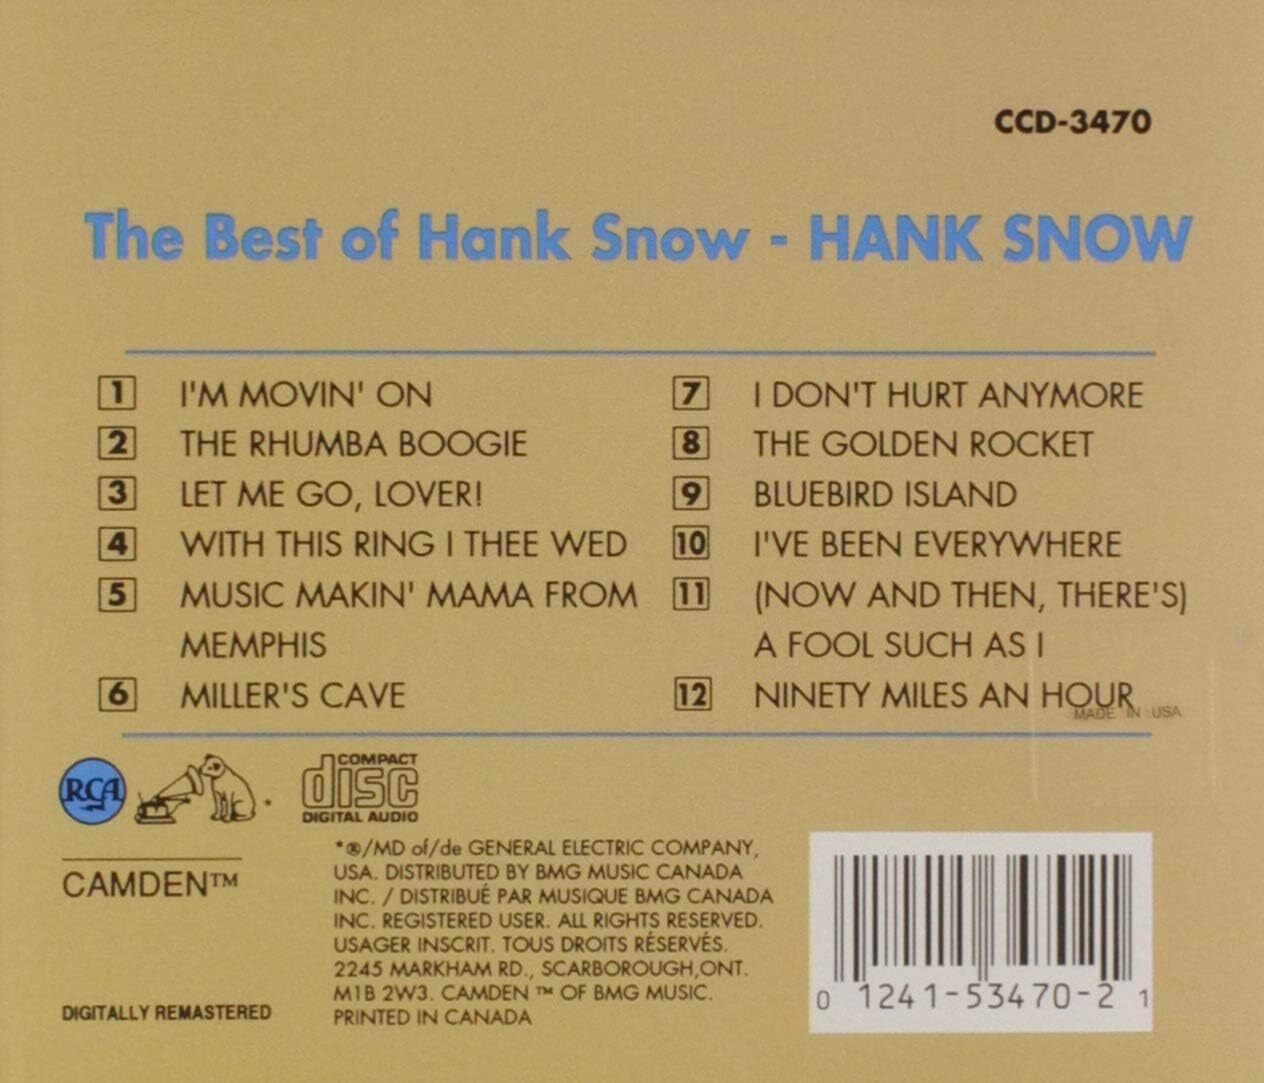 CCD-3470
The Best of Hank Snow - HANK SNOW
1 I'M MOVIN' ON
2 THE RHUMBA BOOGIE
3 LET ME GO, LOVER!
4 WITH THIS RING I THEE WED
5 MUSIC MAKIN' MAMA FROM
MEMPHIS
6 MILLER'S CAVE
7 I DON'T HURT ANYMORE
8 THE GOLDEN ROCKET
9 BLUEBIRD ISLAND
10 I'VE BEEN EVERYWHERE
11 (NOW AND THEN, THERE'S)
A FOOL SUCH AS I
12 NINETY MILES AN HOUR
MADE IN USA
RCA
COMPACT
disc
DIGITAL AUDIO
CAMDEN™
DIGITALLY REMASTERED
*®/MD of/de GENERAL ELECTRIC COMPANY,
USA. DISTRIBUTED BY BMG MUSIC CANADA
INC. / DISTRIBUÉ PAR MUSIQUE BMG CANADA
INC. REGISTERED USER. ALL RIGHTS RESERVED.
USAGER INSCRIT. TOUS DROITS RÉSERVÉS.
2245 MARKHAM RD., SCARBOROUGH,ONT.
M1B 2W3. CAMDEN ™ OF BMG MUSIC.
PRINTED IN CANADA
0 1241-53470-2 1